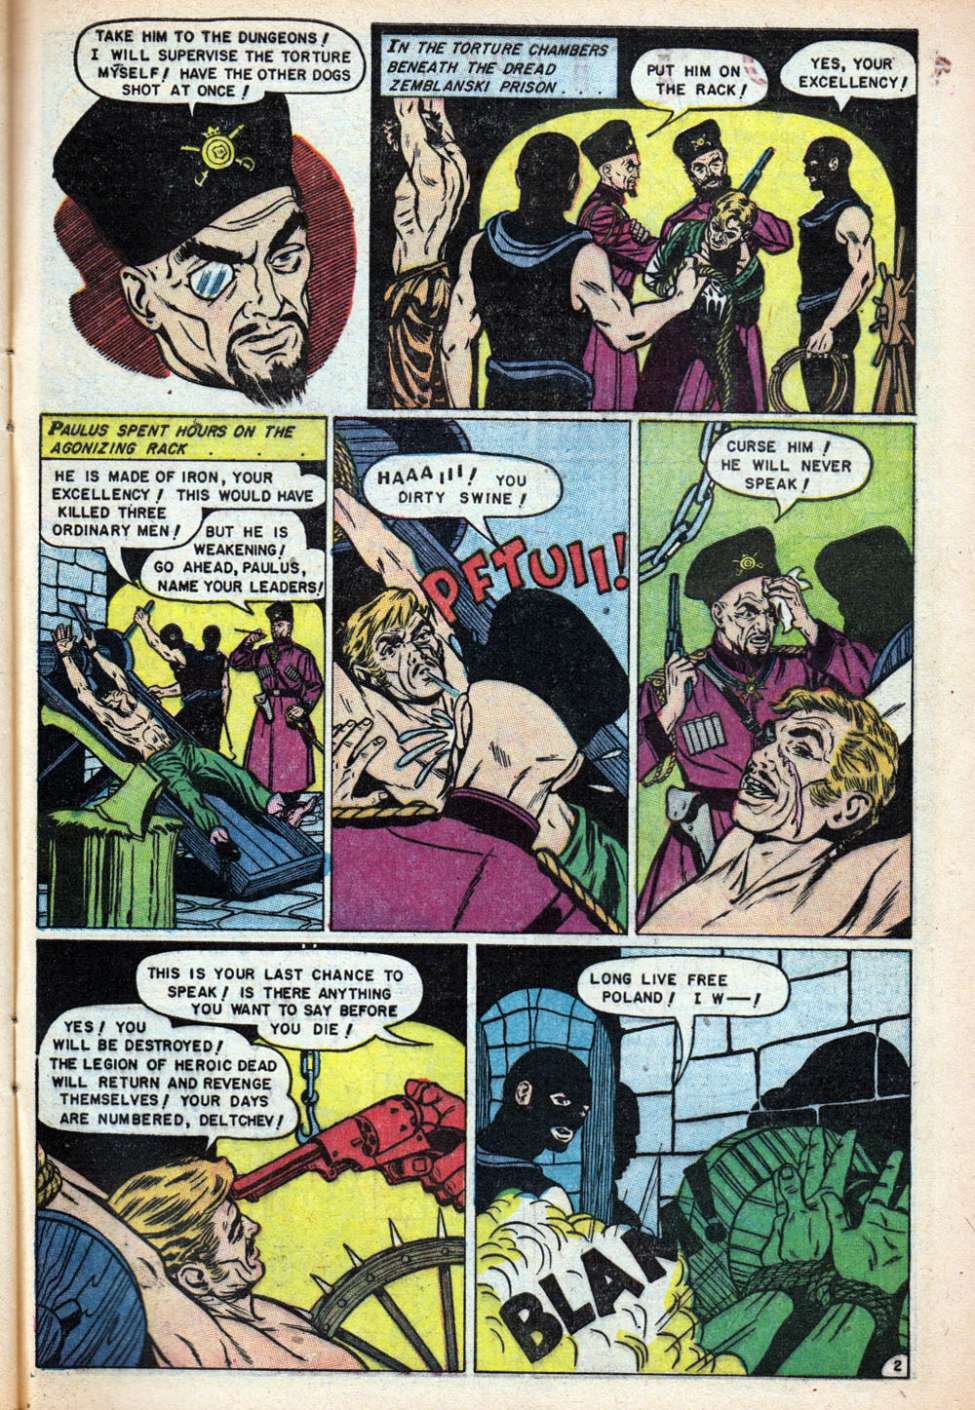 TAKE HIM TO THE DUNGEONS!
I WILL SUPERVISE THE TORTURE
MYSELF! HAVE THE OTHER DOGS
SHOT AT ONCE!
IN THE TORTURE CHAMBERS
BENEATH THE DREAD
ZEMBLANSKI PRISON . . . .
PUT HIM ON
THE RACK!
YES, YOUR
EXCELLENCY!
PAULUS SPENT HOURS ON THE
AGONIZING RACK . . . . .
HE IS MADE OF IRON, YOUR
EXCELLENCY! THIS WOULD HAVE
KILLED THREE
ORDINARY MEN!
BUT HE IS
WEAKENING!
GO AHEAD, PAULUS,
NAME YOUR LEADERS!
HAAAIII! YOU
DIRTY SWINE!
PFTUIII!
CURSE HIM!
HE WILL NEVER
SPEAK!
THIS IS YOUR LAST CHANCE TO
SPEAK! IS THERE ANYTHING
YOU WANT TO SAY BEFORE
YOU DIE!
YES! YOU
WILL BE DESTROYED!
THE LEGION OF HEROIC DEAD
WILL RETURN AND REVENGE
THEMSELVES! YOUR DAYS
ARE NUMBERED, DELTCHEV!
LONG LIVE FREE
POLAND! I W—!
BLAM!
2